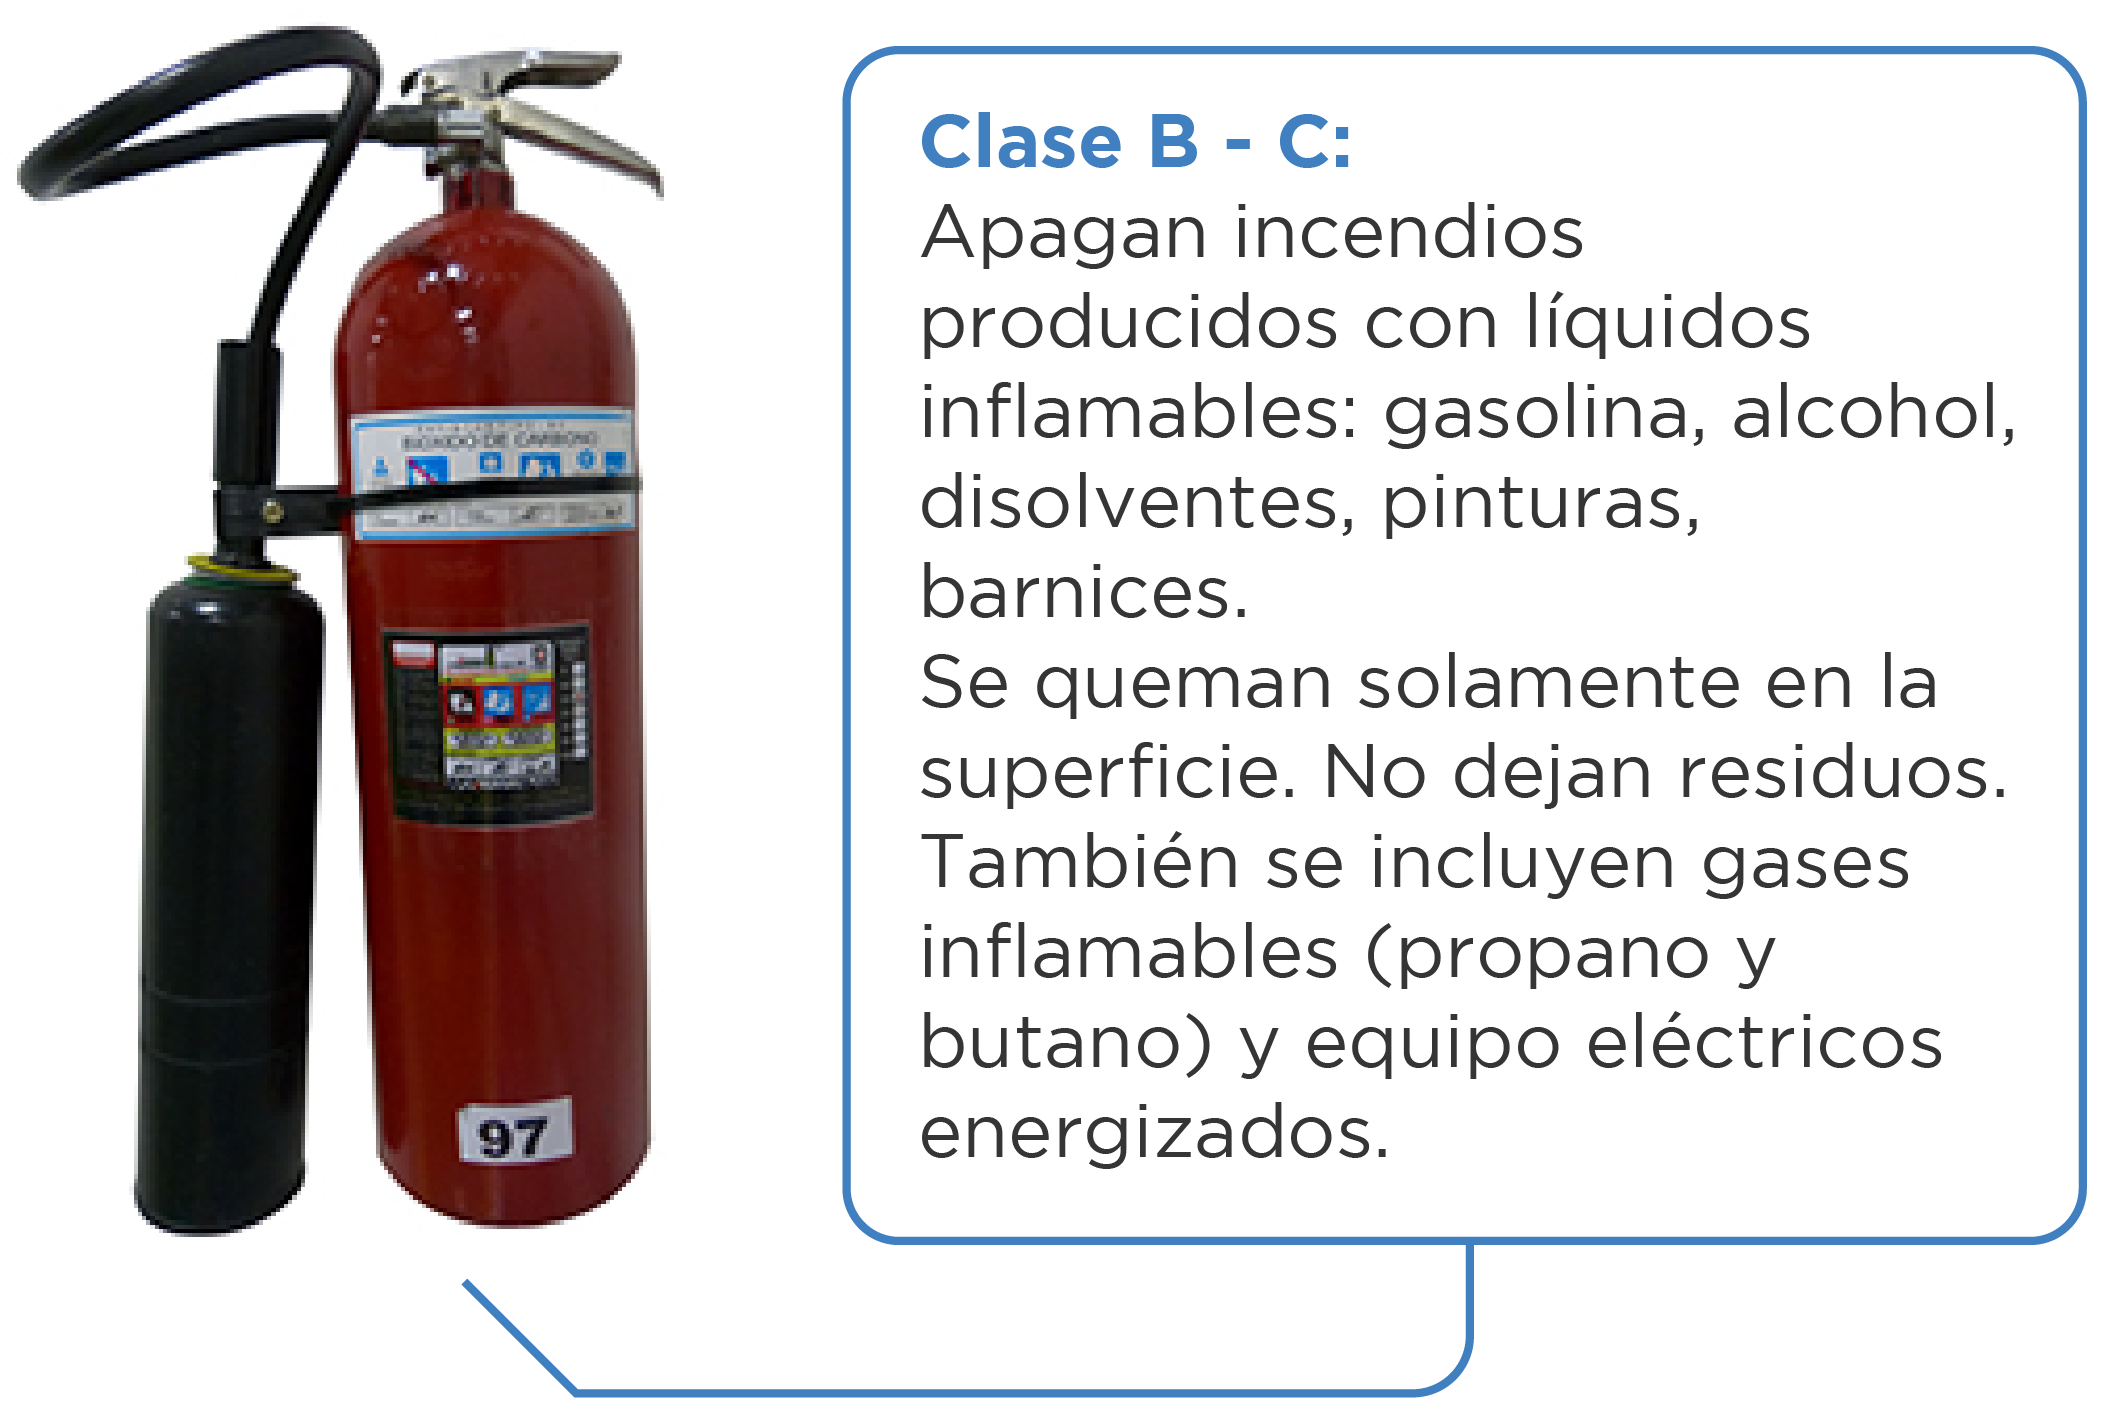 Clase B - C:
Apagan incendios
producidos con líquidos
inflamables: gasolina, alcohol,
disolventes, pinturas,
barnices.
Se queman solamente en la
superficie. No dejan residuos.
También se incluyen gases
inflamables (propano y
butano) y equipo eléctricos
energizados.
BIOXIDO DE CARBONO
97